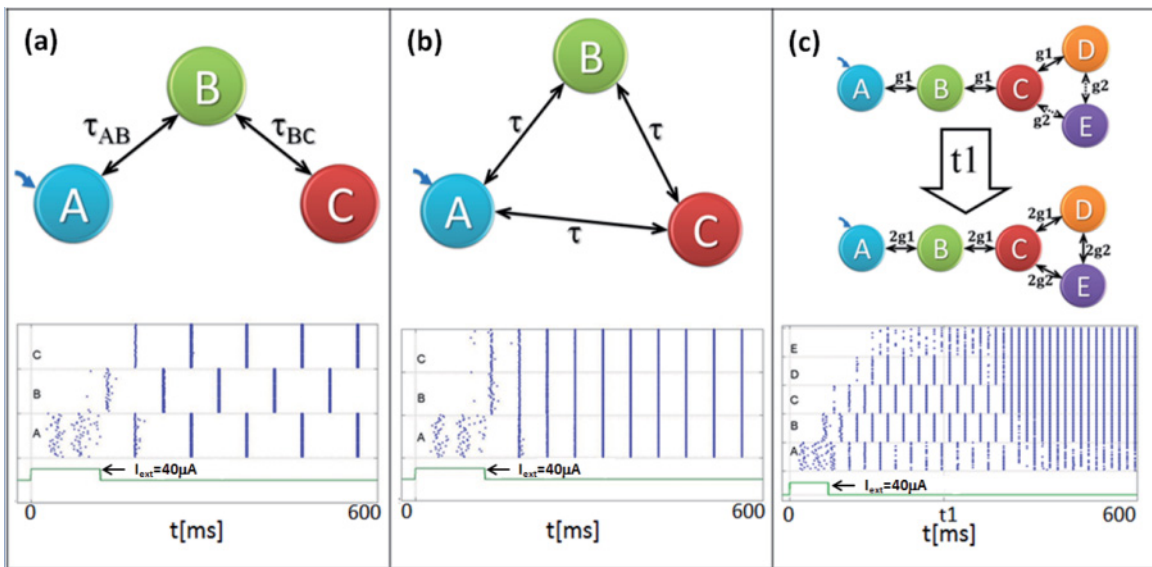 (a)
B
τAB
τBC
A
C
C
B
A
Iext=40μA
0
600
t[ms]
(b)
B
τ
τ
A
τ
C
C
B
A
Iext=40μA
0
600
t[ms]
(c)
D
g1
g1
g1
A
B
C
g2
g2
E
t1
D
2g1
2g1
2g1
A
B
C
2g2
2g2
E
E
D
C
B
A
Iext=40μA
0
t1
600
t[ms]